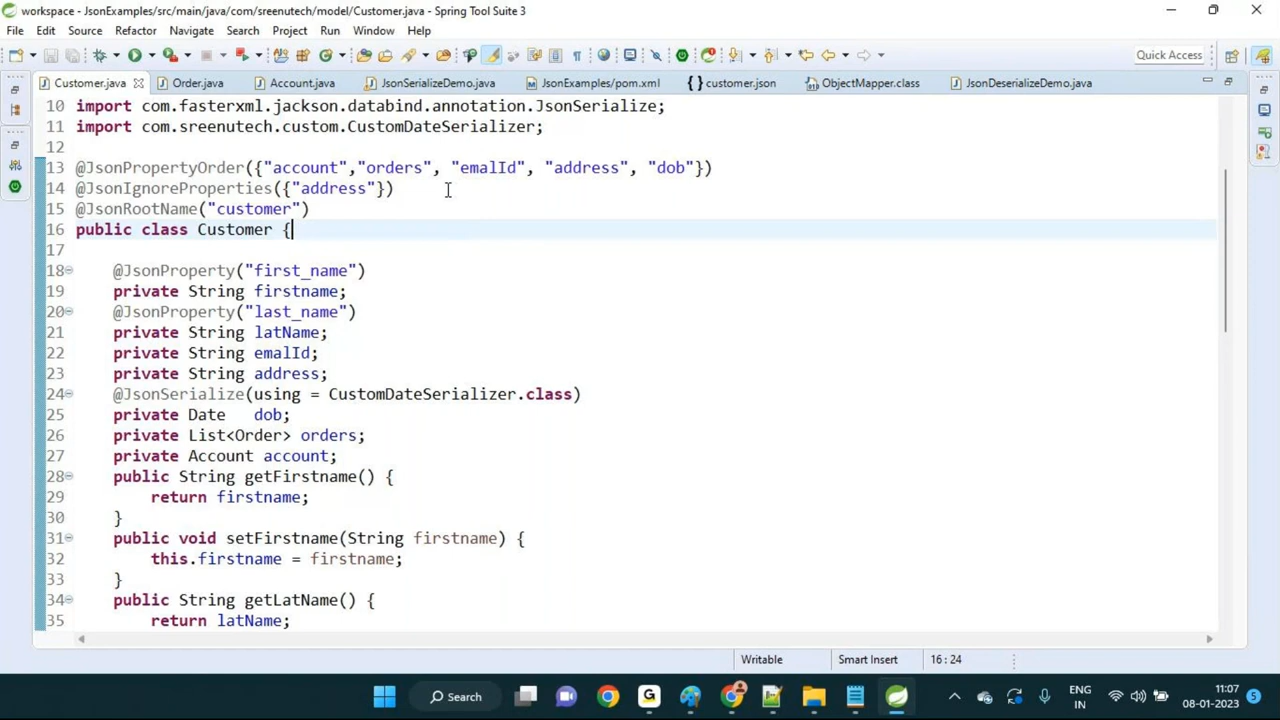 workspace - JsonExamples/src/main/java/com/sreenutech/model/Customer.java - Spring Tool Suite 3
File Edit Source Refactor Navigate Search Project Run Window Help
Quick Access
Customer.java Order.java Account.java JsonSerializeDemo.java JsonExamples/pom.xml customer.json ObjectMapper.class JsonDeserializeDemo.java
10 import com.fasterxml.jackson.databind.annotation.JsonSerialize;
11 import com.sreenutech.custom.CustomDateSerializer;
12
13 @JsonPropertyOrder({"account","orders", "emalId", "address", "dob"})
14 @JsonIgnoreProperties({"address"})
15 @JsonRootName("customer")
16 public class Customer {
17
18 @JsonProperty("first_name")
19 private String firstname;
20 @JsonProperty("last_name")
21 private String latName;
22 private String emalId;
23 private String address;
24 @JsonSerialize(using = CustomDateSerializer.class)
25 private Date dob;
26 private List<Order> orders;
27 private Account account;
28 public String getFirstname() {
29 return firstname;
30 }
31 public void setFirstname(String firstname) {
32 this.firstname = firstname;
33 }
34 public String getLatName() {
35 return latName;
Writable Smart Insert 16 : 24
Search
ENG
IN
11:07
08-01-2023
5